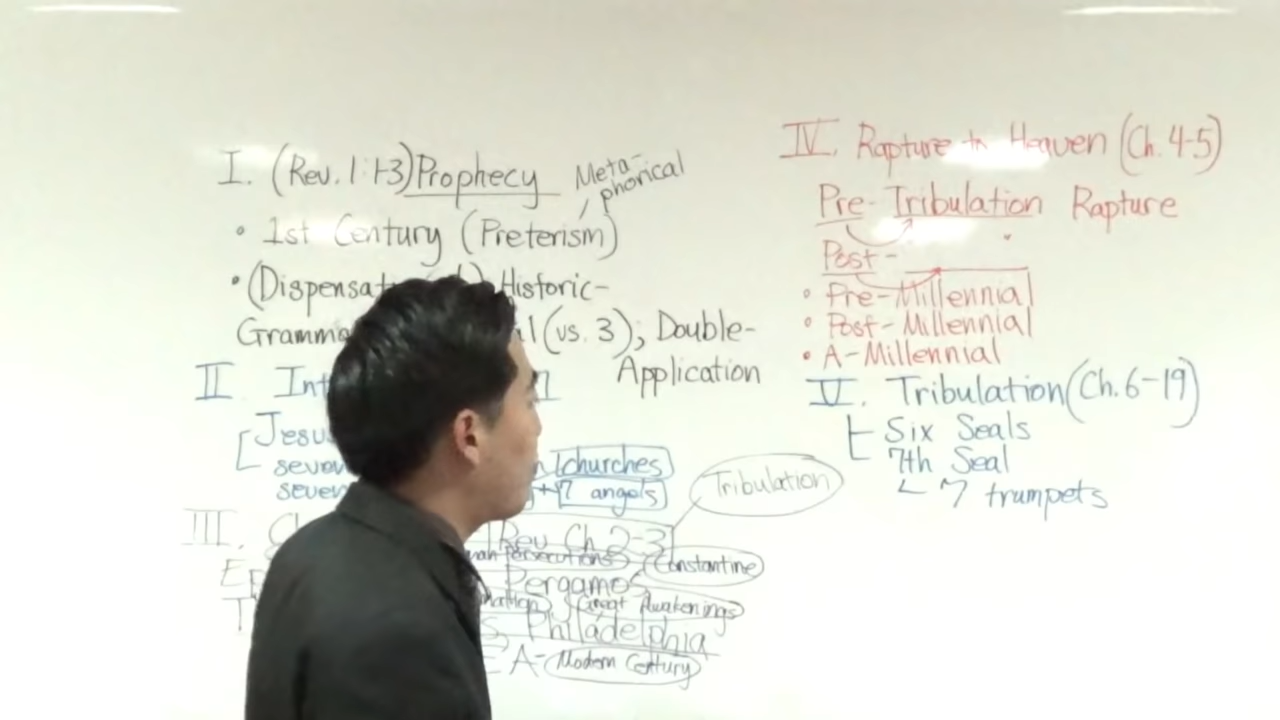 I. (Rev. 1:1-3) Prophecy
Meta-
phorical
• 1st Century (Preterism)
• (Dispensat Historic-
Gramma l (vs. 3); Double-
Application
II. Int
Jesus
seven churches
seven +7 angels
Tribulation
III. C Rev Ch. 2-3
persecutions Constantine
Pergamos
Great Awakenings
Philadelphia
EA- Modern Century
IV. Rapture to Heaven (Ch. 4-5)
Pre-Tribulation Rapture
Post-
• Pre-Millennial
• Post-Millennial
• A-Millennial
V. Tribulation (Ch. 6-19)
Six Seals
7th Seal
7 trumpets